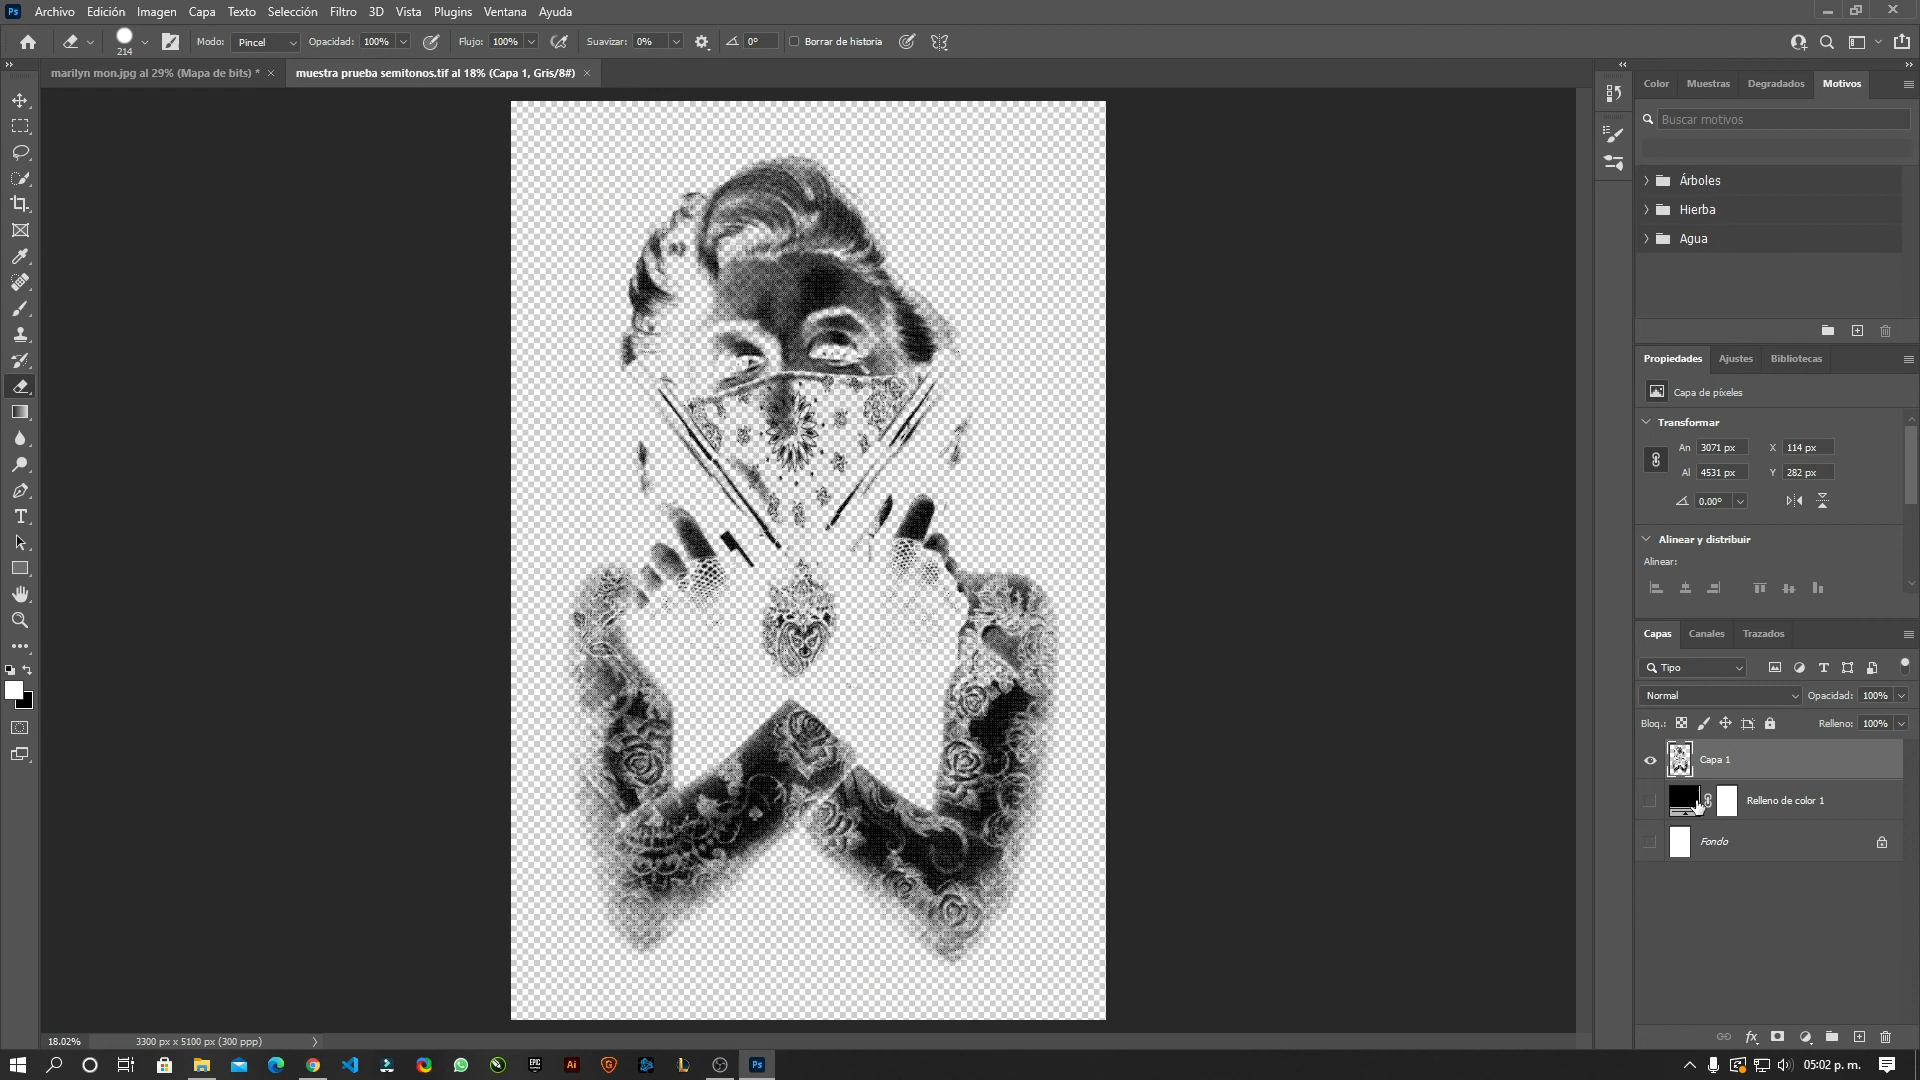 Ps Archivo Edición Imagen Capa Texto Selección Filtro 3D Vista Plugins Ventana Ayuda
214 Modo: Pincel Opacidad: 100% Flujo: 100% Suavizar: 0% 0° Borrar de historia
marilyn mon.jpg al 29% (Mapa de bits) * muestra prueba semitonos.tif al 18% (Capa 1, Gris/8#)
Color Muestras Degradados Motivos
Buscar motivos
Árboles
Hierba
Agua
Propiedades Ajustes Bibliotecas
Capa de píxeles
Transformar
An 3071 px X 114 px
Al 4531 px Y 282 px
0.00°
Alinear y distribuir
Alinear:
Capas Canales Trazados
Tipo
Normal Opacidad: 100%
Bloq.: Relleno: 100%
Capa 1
Relleno de color 1
Fondo
18.02% 3300 px x 5100 px (300 ppp)
EPIC Ai Ps 05:02 p. m.